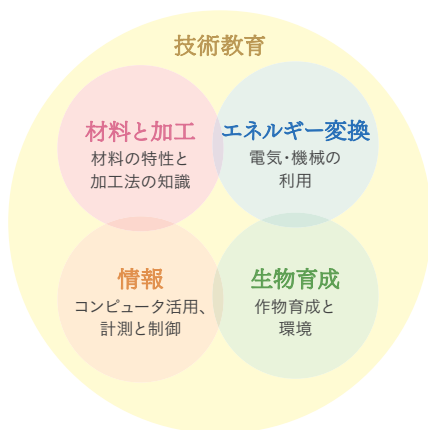 技術教育
材料と加工
材料の特性と
加工法の知識
エネルギー変換
電気・機械の
利用
情報
コンピュータ活用、
計測と制御
生物育成
作物育成と
環境